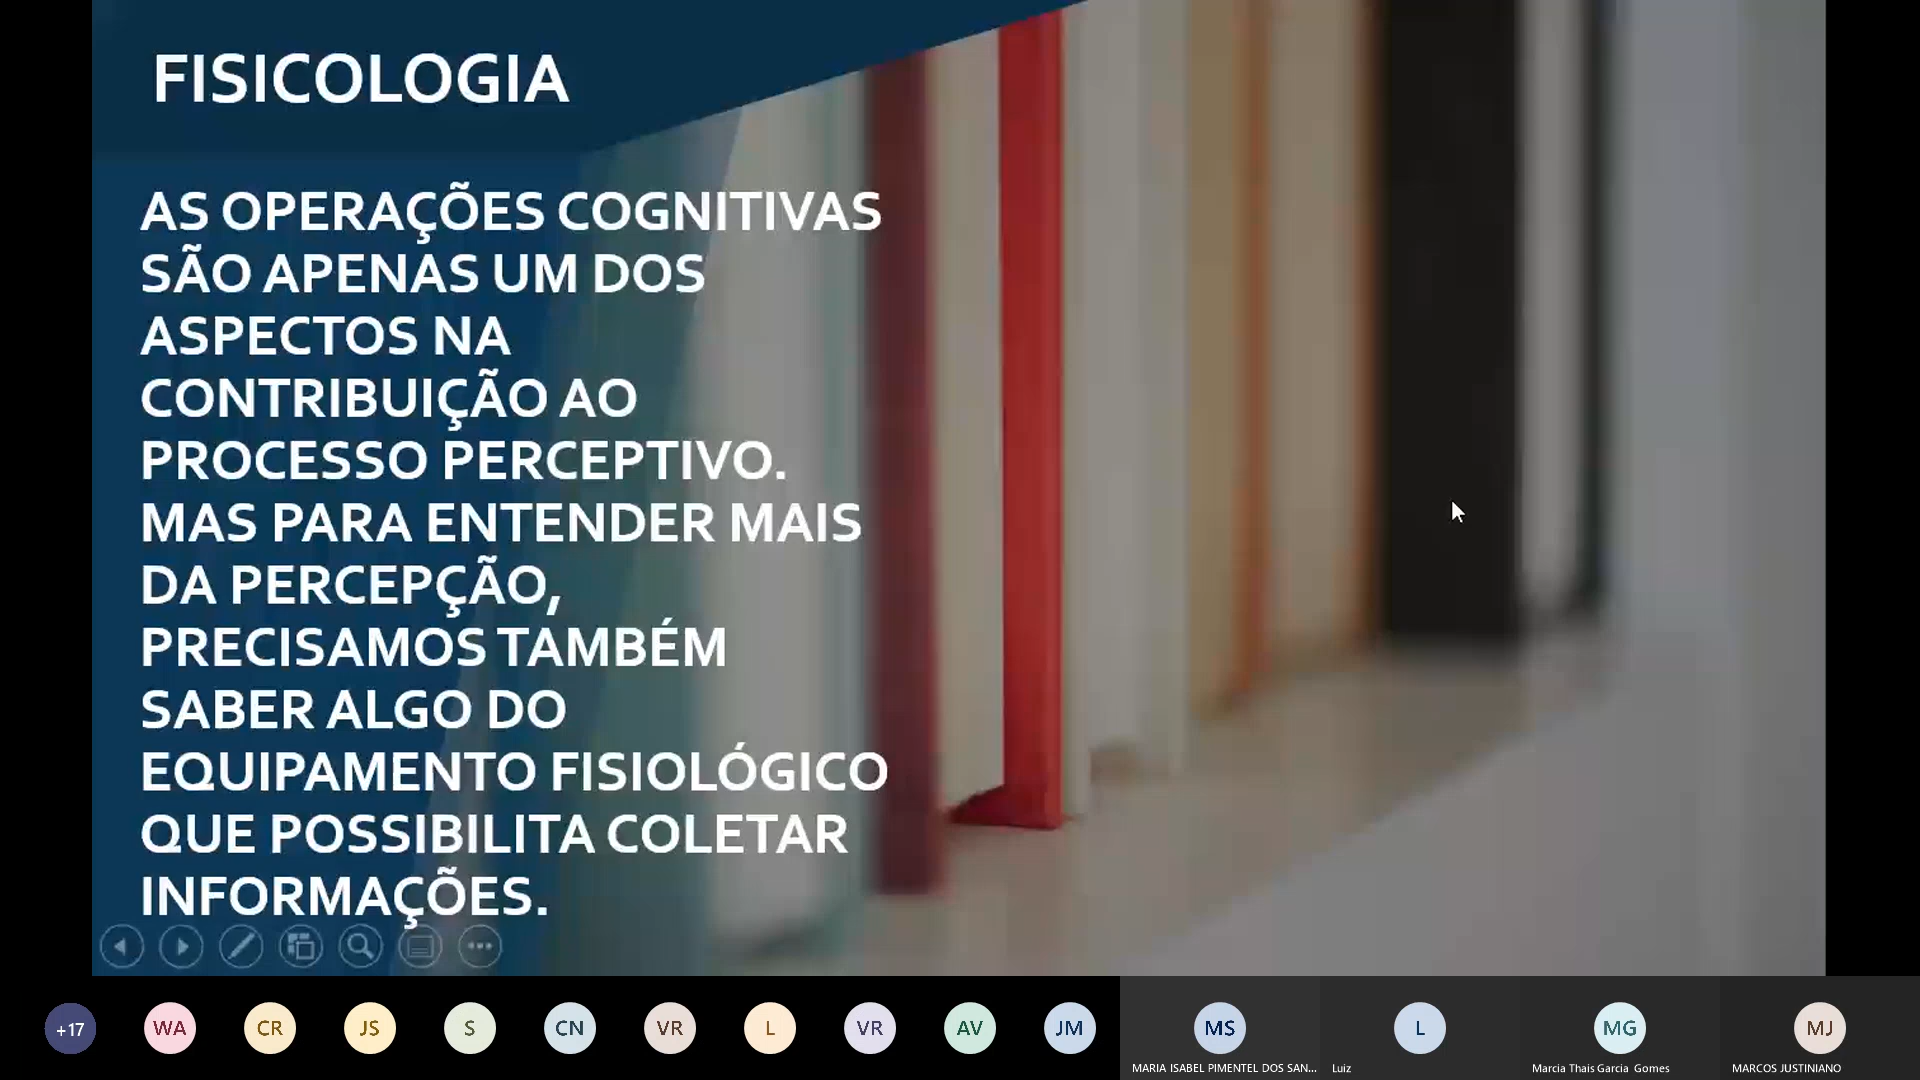 FISICOLOGIA
AS OPERAÇÕES COGNITIVAS
SÃO APENAS UM DOS
ASPECTOS NA
CONTRIBUIÇÃO AO
PROCESSO PERCEPTIVO.
MAS PARA ENTENDER MAIS
DA PERCEPÇÃO,
PRECISAMOS TAMBÉM
SABER ALGO DO
EQUIPAMENTO FISIOLÓGICO
QUE POSSIBILITA COLETAR
INFORMAÇÕES.
+17 WA CR JS S CN VR L VR AV JM MS L MG MJ
MARIA ISABEL PIMENTEL DOS SAN... Luiz Marcia Thais Garcia Gomes MARCOS JUSTINIANO